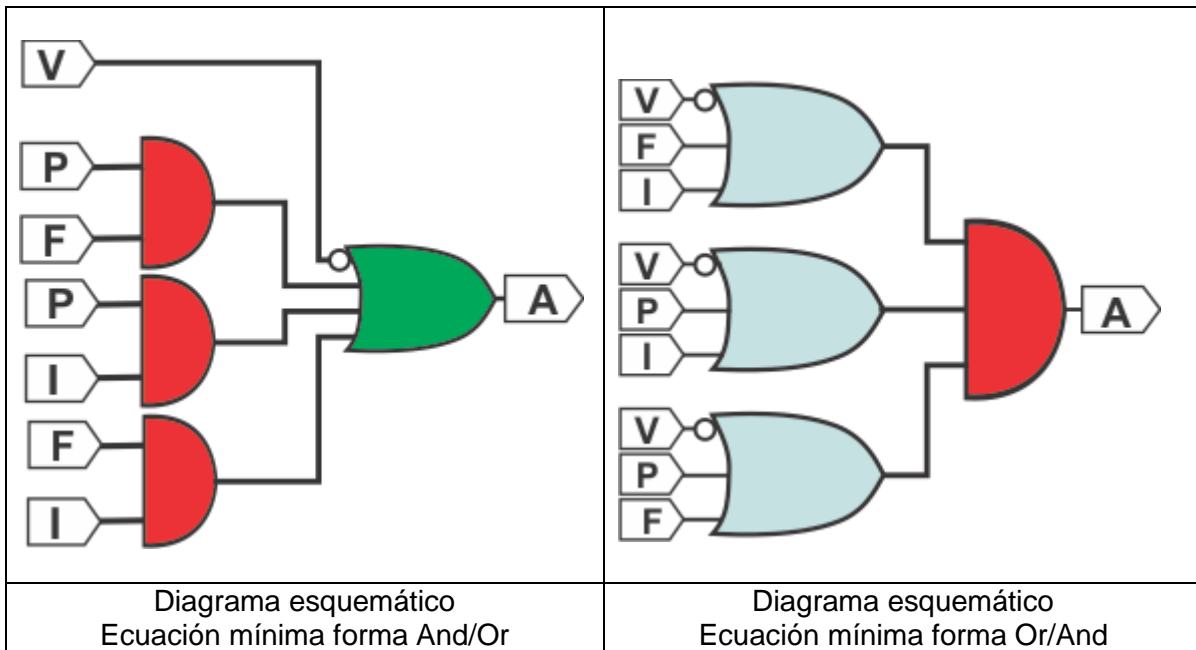 V
P
F
P
I
F
I
A
V
F
I
V
P
I
V
P
F
A
Diagrama esquemático
Ecuación mínima forma And/Or
Diagrama esquemático
Ecuación mínima forma Or/And